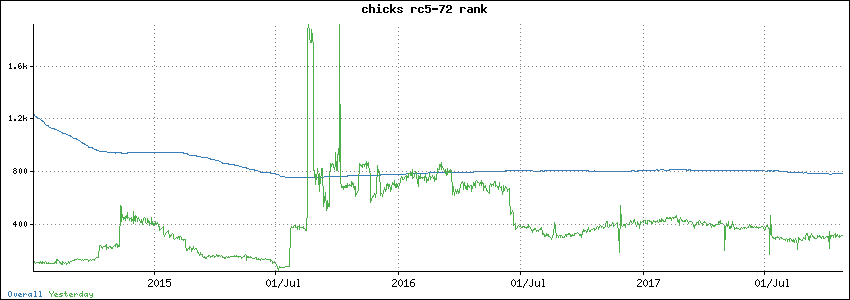 chicks rc5-72 rank
1.6k
1.2k
800
400
2015 01/Jul 2016 01/Jul 2017 01/Jul
Overall Yesterday